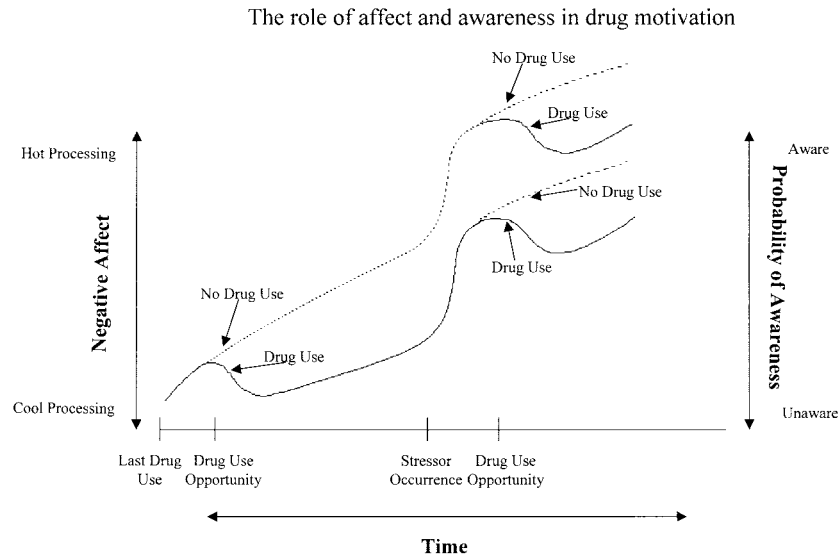 The role of affect and awareness in drug motivation
No Drug Use
Drug Use
Hot Processing
Aware
No Drug Use
Negative Affect
Probability of Awareness
Drug Use
No Drug Use
Drug Use
Cool Processing
Unaware
Last Drug
Use
Drug Use
Opportunity
Stressor
Occurrence
Drug Use
Opportunity
Time